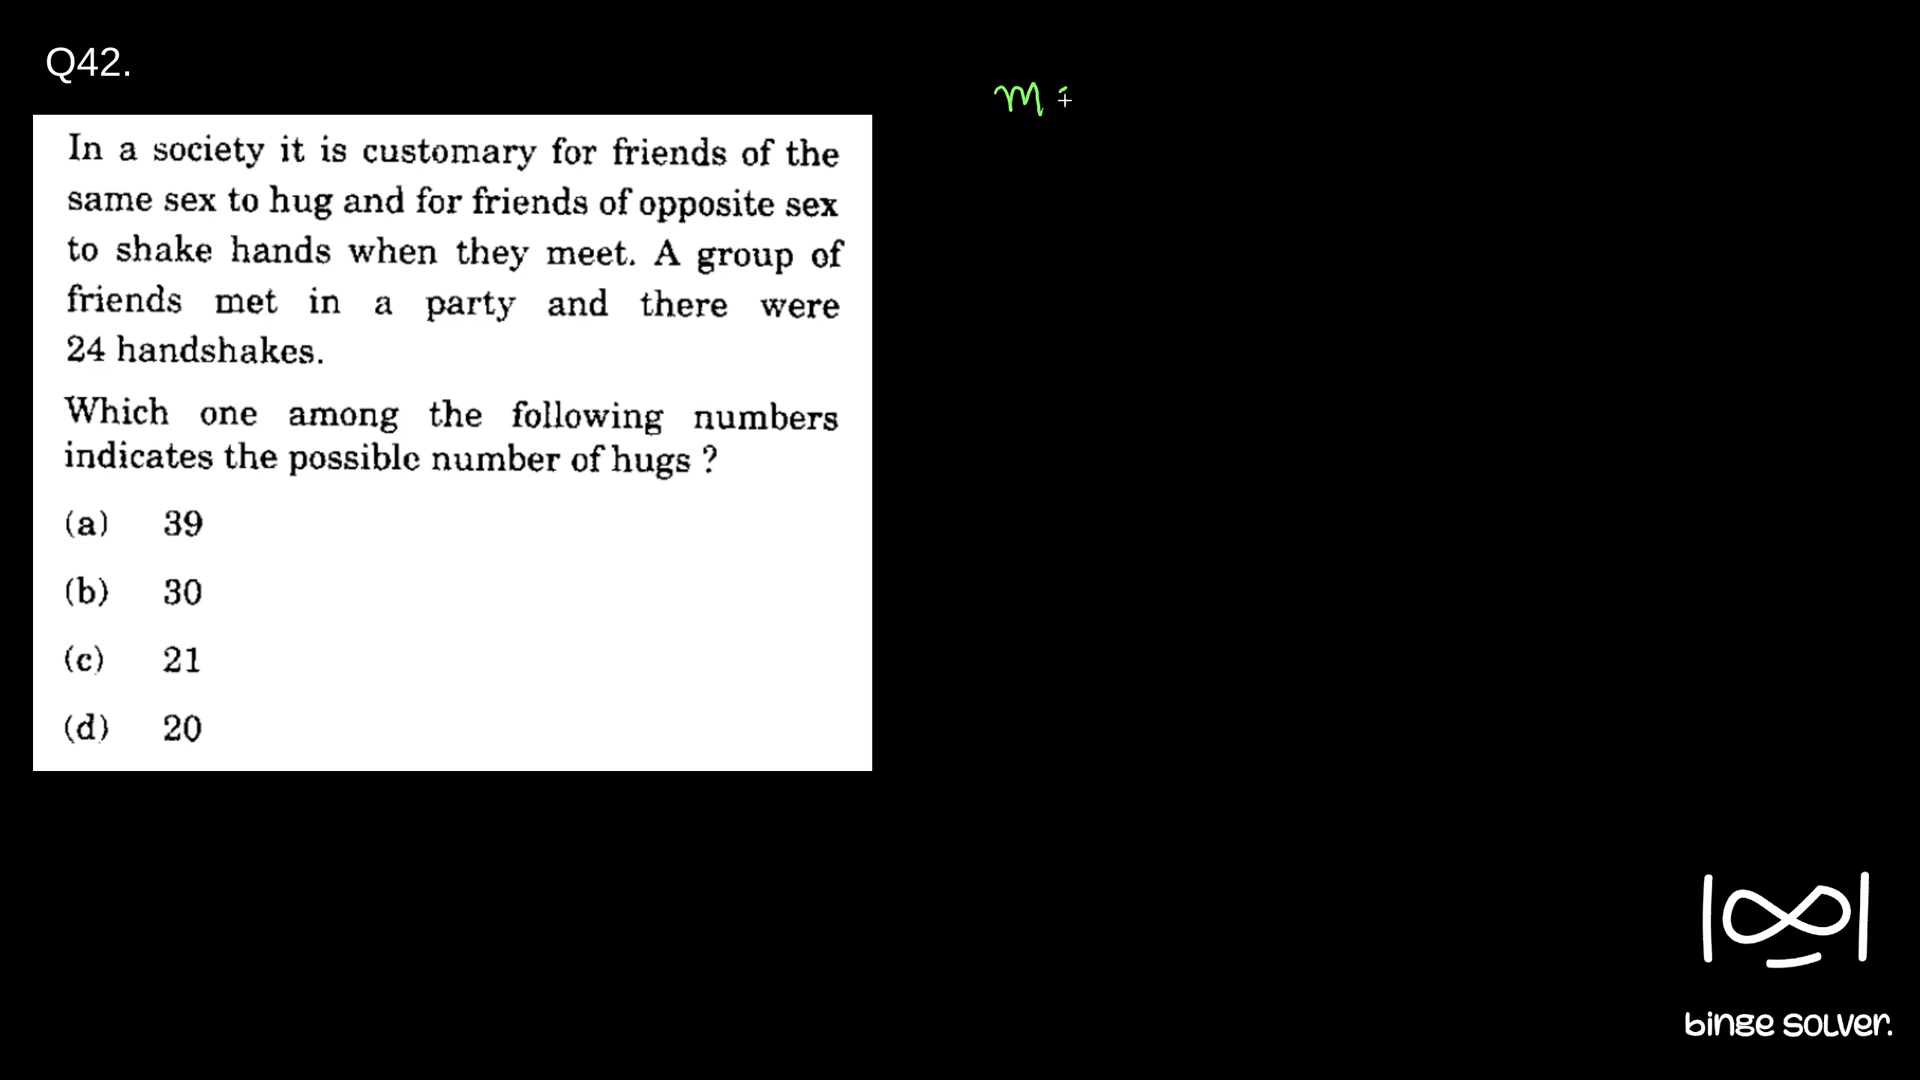 Q42.
m =
In a society it is customary for friends of the
same sex to hug and for friends of opposite sex
to shake hands when they meet. A group of
friends met in a party and there were
24 handshakes.
Which one among the following numbers
indicates the possible number of hugs ?
(a) 39
(b) 30
(c) 21
(d) 20
binge solver.